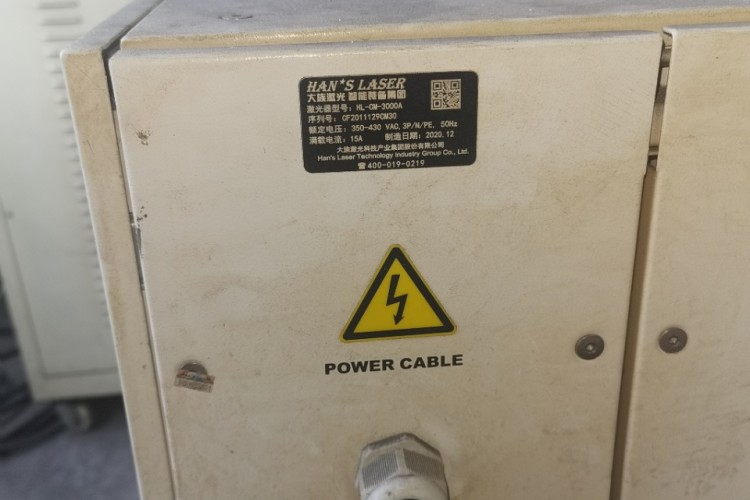 HAN*S LASER
大族激光 智能装备集团
激光器型号: HL-CM-3000A
序列号: CF2011129CM30
额定电压: 350-430 VAC, 3P/N/PE, 50Hz
满载电流: 15A 制造日期: 2020.12
大族激光科技产业集团股份有限公司
Han's Laser Technology Industry Group Co., Ltd.
☎400-019-0219
POWER CABLE